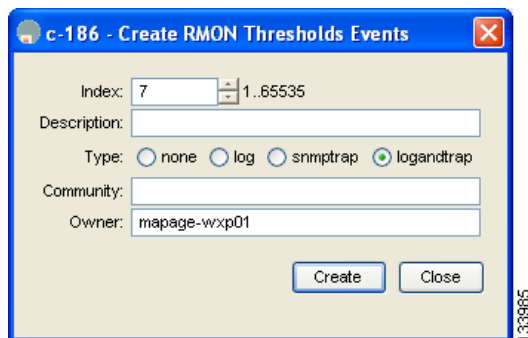 c-186 - Create RMON Thresholds Events
Index: 7 1..65535
Description:
Type: none log snmptrap logandtrap
Community:
Owner: mapage-wxp01
Create Close
33985